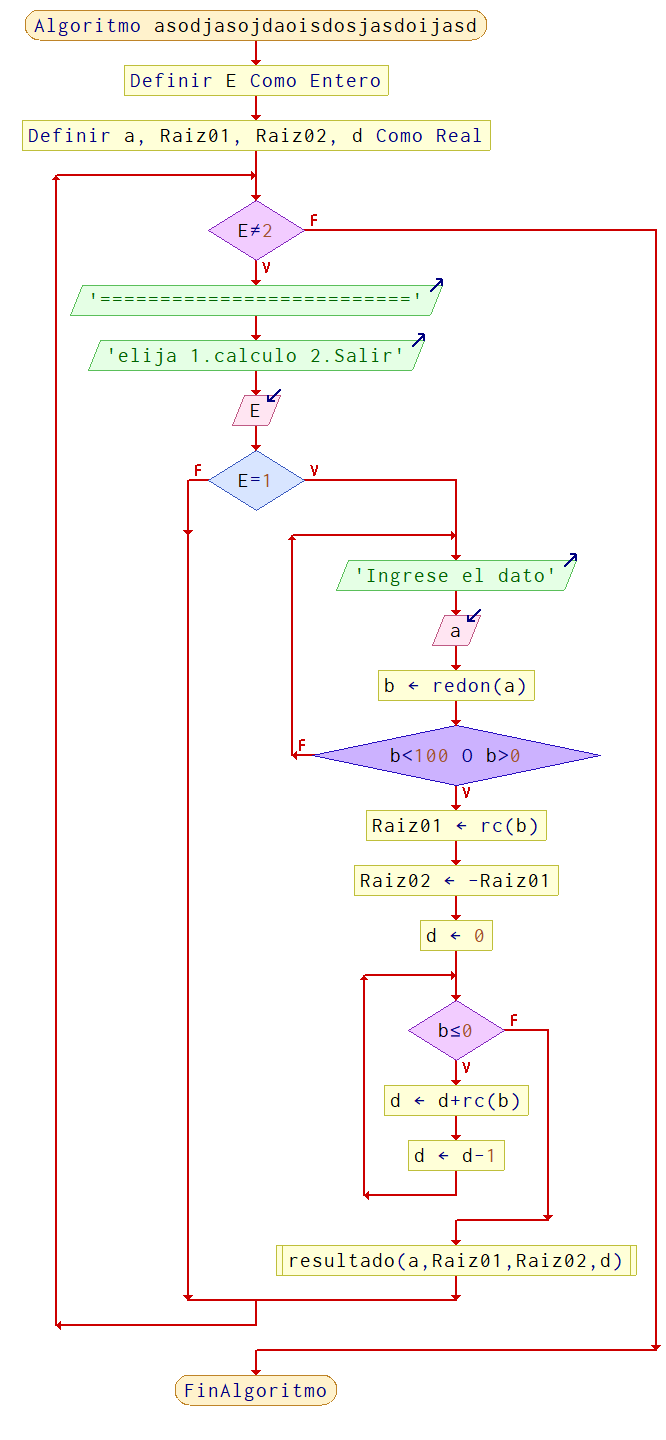 Algoritmo asodjasojdaoisdosjasdoijasd
Definir E Como Entero
Definir a, Raiz01, Raiz02, d Como Real
E≠2
F
V
'=========================='
'elija 1.calculo 2.Salir'
E
E=1
F
V
'Ingrese el dato'
a
b ← redon(a)
b<100 O b>0
F
V
Raiz01 ← rc(b)
Raiz02 ← -Raiz01
d ← 0
b≤0
F
V
d ← d+rc(b)
d ← d-1
resultado(a,Raiz01,Raiz02,d)
FinAlgoritmo